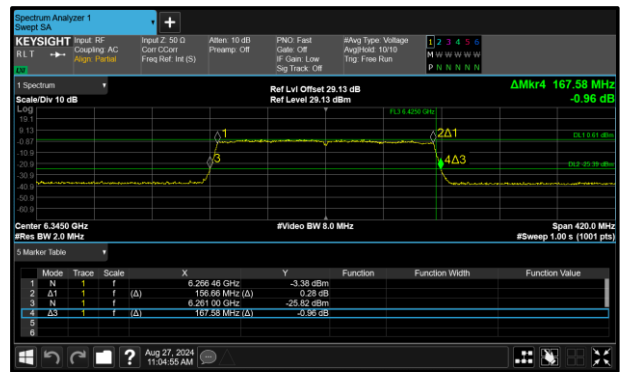 Spectrum Analyzer 1
Swept SA
+
KEYSIGHT Input: RF Input Z: 50 Ω Atten: 10 dB PNO: Fast #Avg Type: Voltage 1 2 3 4 5 6
RLT Coupling: AC Corr CCorr Preamp: Off Gate: Off Avg|Hold: 10/10 M W W W W W
Align: Partial Freq Ref: Int (S) IF Gain: Low Trig: Free Run
Sig Track: Off P N N N N N
1 Spectrum Ref Lvl Offset 29.13 dB ΔMkr4 167.58 MHz
Scale/Div 10 dB Ref Level 29.13 dBm -0.96 dB
Log
19.1 FL3 6.4250 GHz
9.13 1 2Δ1 DL1 0.61 dBm
-0.87
-10.9
-20.9 3 4Δ3 DL2 -25.39 dBm
-30.9
-40.9
-50.9
-60.9
Center 6.3450 GHz #Video BW 8.0 MHz Span 420.0 MHz
#Res BW 2.0 MHz #Sweep 1.00 s (1001 pts)
5 Marker Table
Mode Trace Scale X Y Function Function Width Function Value
1 N 1 f 6.266 46 GHz -3.38 dBm
2 Δ1 1 f (Δ) 156.66 MHz (Δ) 0.28 dB
3 N 1 f 6.261 00 GHz -25.82 dBm
4 Δ3 1 f (Δ) 167.58 MHz (Δ) -0.96 dB
5
6
? Aug 27, 2024
11:04:55 AM